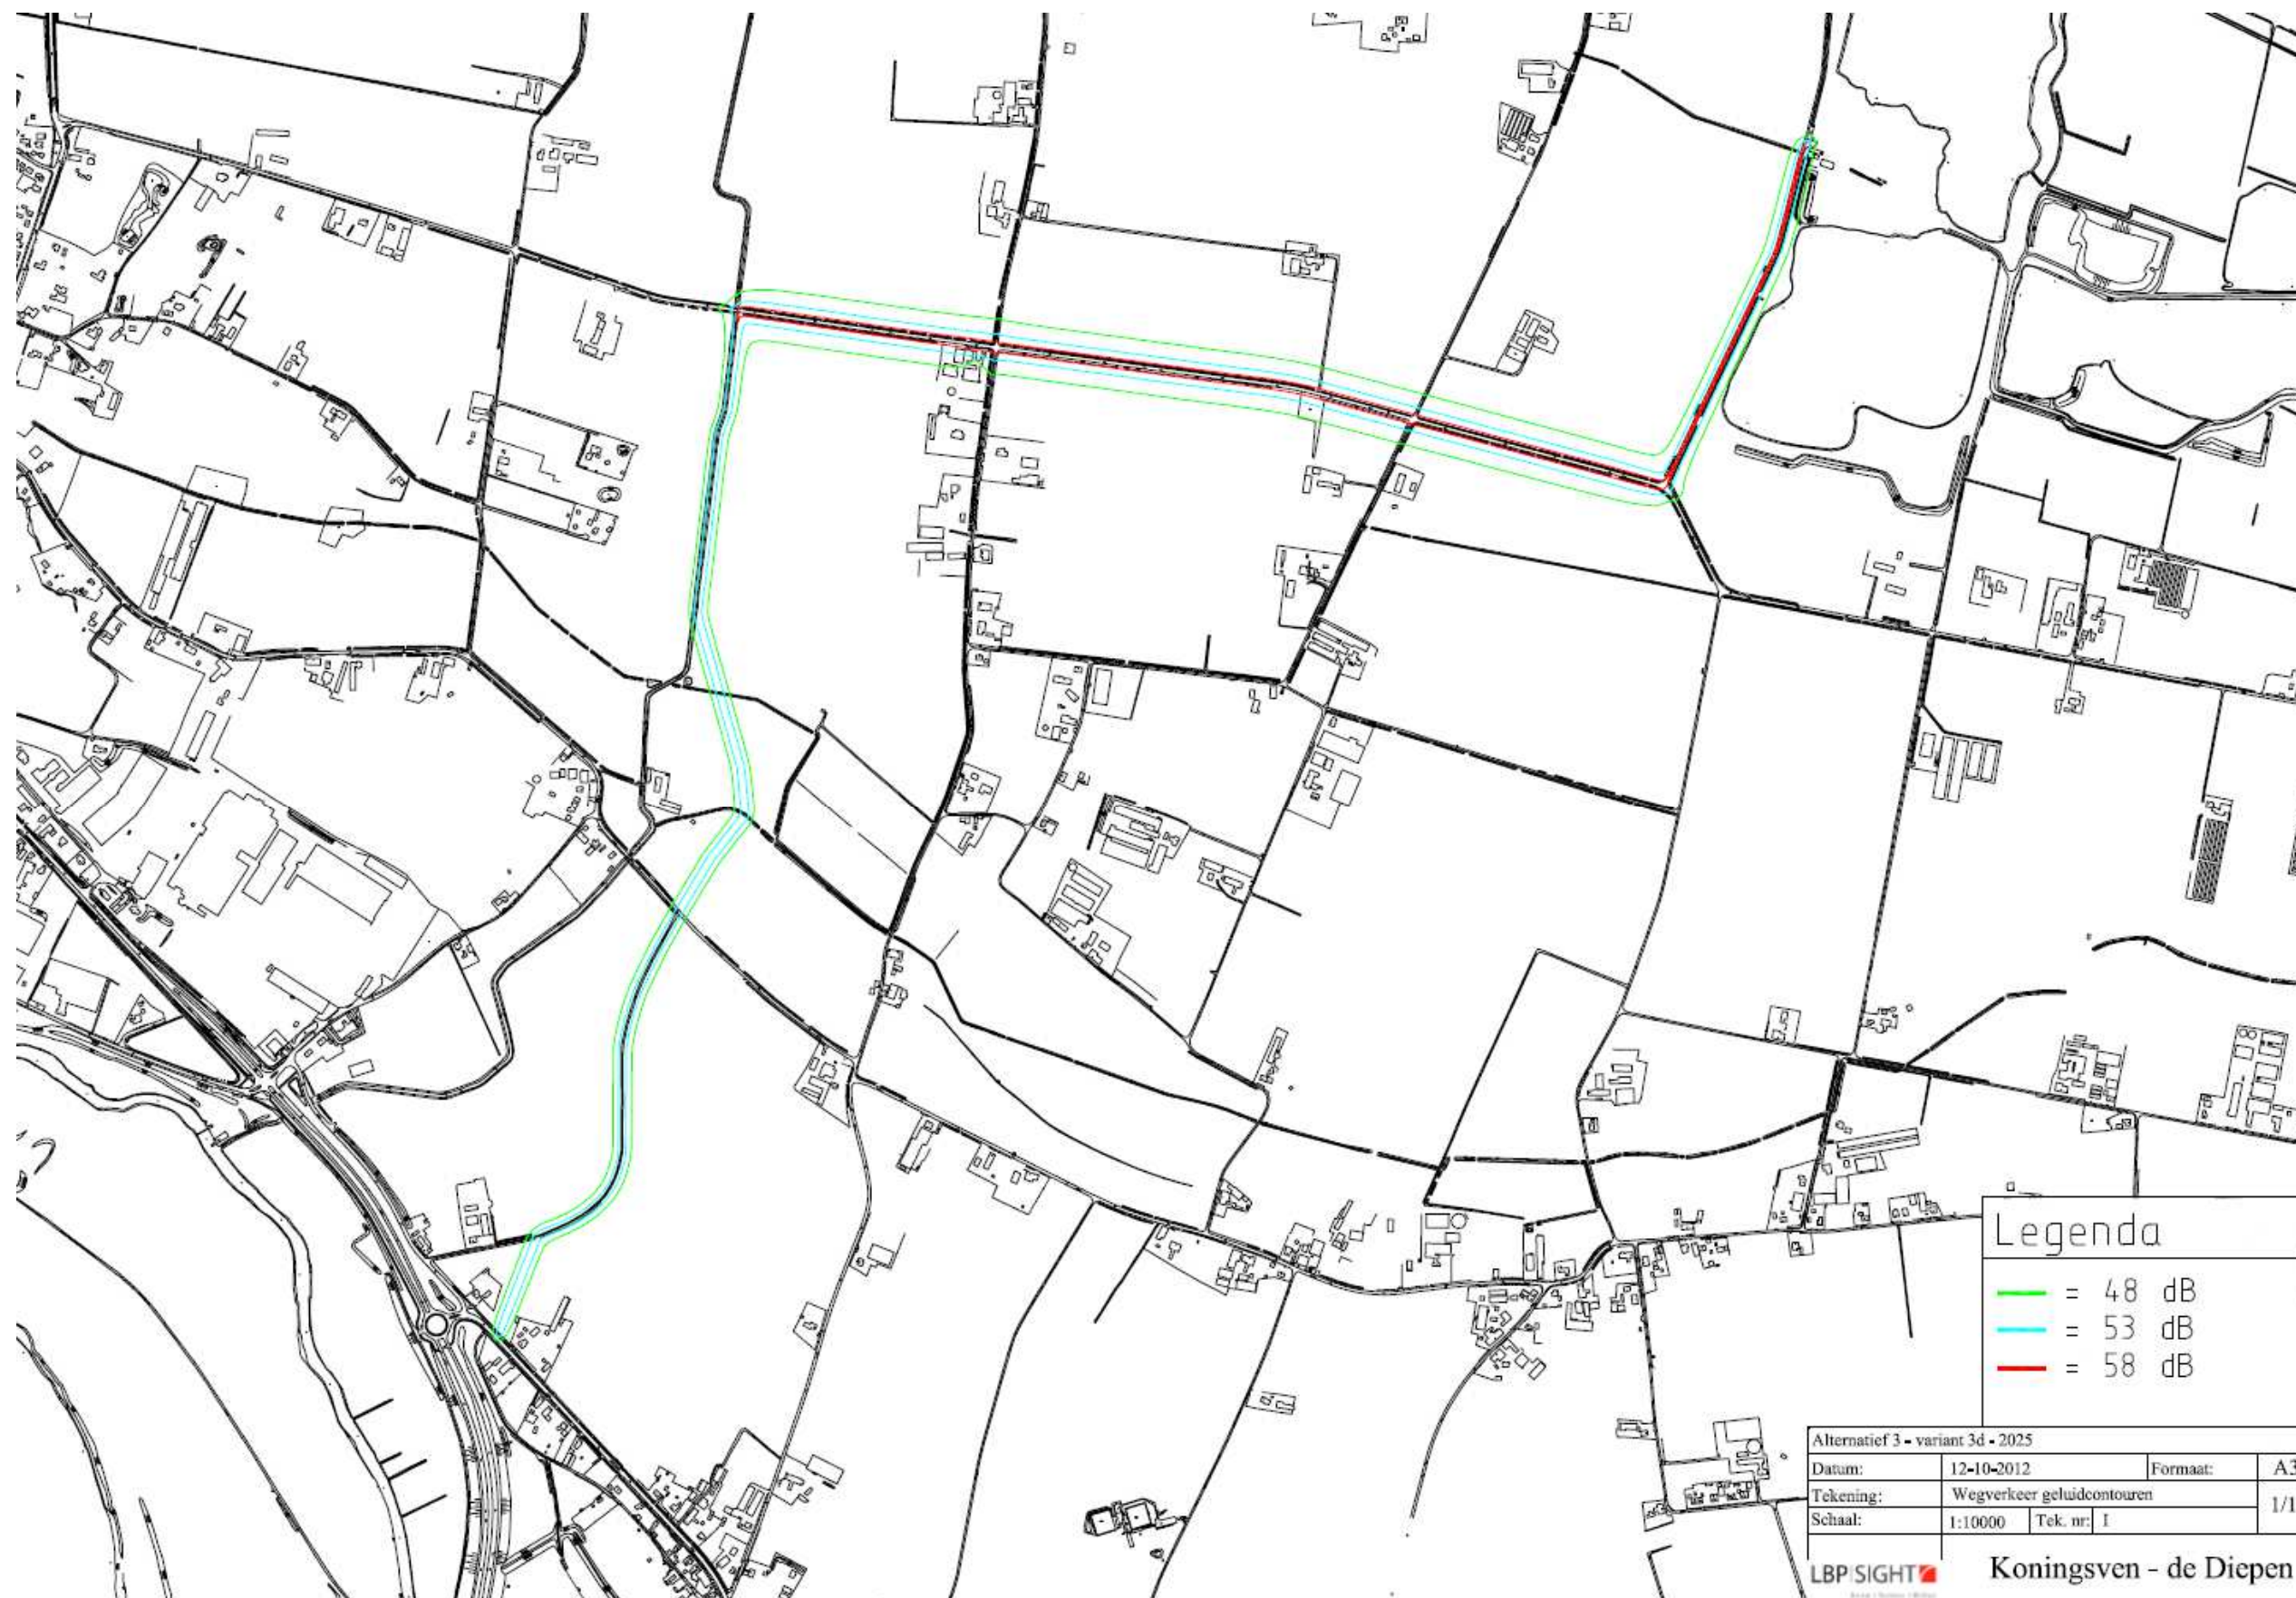 Legenda
= 48 dB
= 53 dB
= 58 dB
Alternatief 3 - variant 3d - 2025
Datum: 12-10-2012 Formaat: A3
Tekening: Wegverkeer geluidcontouren 1/1
Schaal: 1:10000 Tek. nr: I
LBP|SIGHT Koningsven - de Diepen